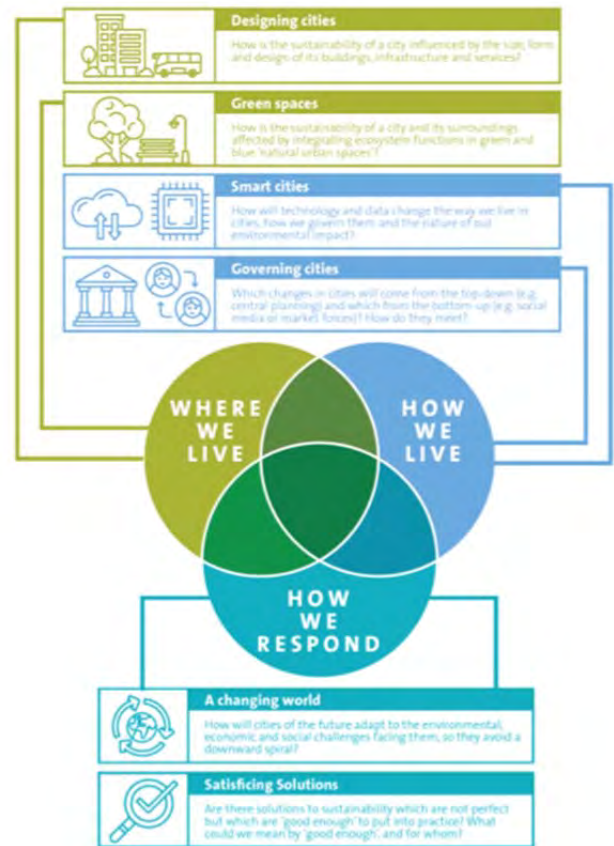 Designing cities
How is the sustainability of a city influenced by the size, form
and design of its buildings, infrastructure and services?
Green spaces
How is the sustainability of a city and its surroundings
affected by integrating ecosystem functions in green and
blue 'natural urban spaces'?
Smart cities
How will technology and data change the way we live in
cities, how we govern them and the nature of our
environmental impact?
Governing cities
Which changes in cities will come from the top-down (e.g.
central planning) and which from the bottom-up (e.g. social
media or market forces)? How do they meet?
WHERE
WE
LIVE
HOW
WE
LIVE
HOW
WE
RESPOND
A changing world
How will cities of the future adapt to the environmental,
economic and social challenges facing them, so they avoid a
downward spiral?
Satisficing Solutions
Are there solutions to sustainability which are not perfect
but which are 'good enough' to put into practice? What
could we mean by 'good enough', and for whom?